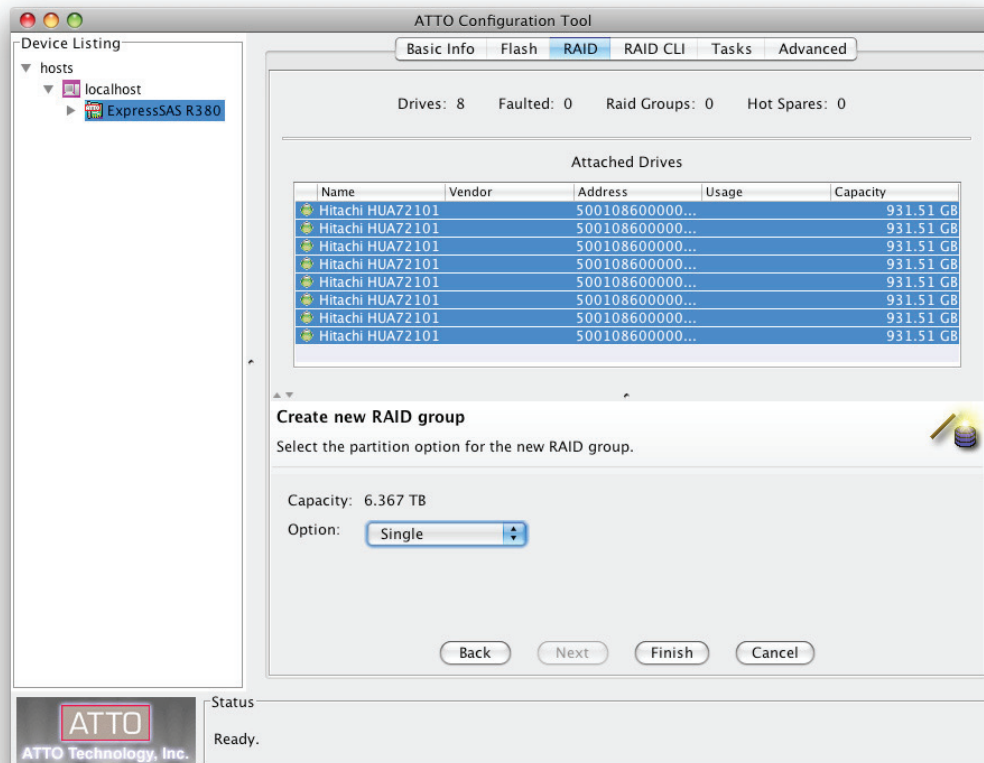 ATTO Configuration Tool
Device Listing
hosts
localhost
ExpressSAS R380
Basic Info Flash RAID RAID CLI Tasks Advanced
Drives: 8 Faulted: 0 Raid Groups: 0 Hot Spares: 0
Attached Drives
Name Vendor Address Usage Capacity
Hitachi HUA72101 500108600000... 931.51 GB
Hitachi HUA72101 500108600000... 931.51 GB
Hitachi HUA72101 500108600000... 931.51 GB
Hitachi HUA72101 500108600000... 931.51 GB
Hitachi HUA72101 500108600000... 931.51 GB
Hitachi HUA72101 500108600000... 931.51 GB
Hitachi HUA72101 500108600000... 931.51 GB
Hitachi HUA72101 500108600000... 931.51 GB
Create new RAID group
Select the partition option for the new RAID group.
Capacity: 6.367 TB
Option: Single
Back Next Finish Cancel
ATTO
ATTO Technology, Inc.
Status
Ready.